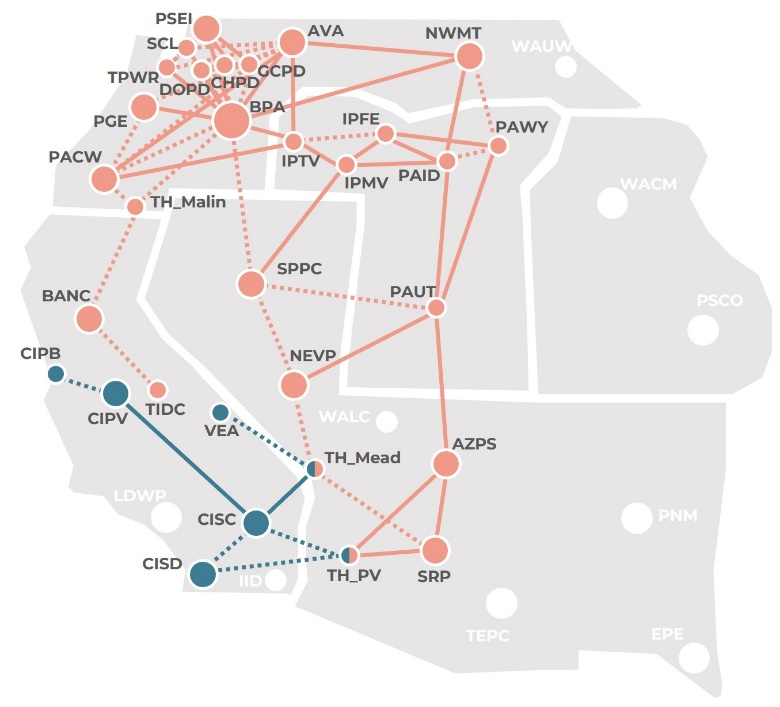 PSEI
AVA
NWMT
SCL
WAUW
TPWR
GCPD
CHPD
DOPD
BPA
PGE
IPFE
PAWY
PACW
IPTV
IPMV
PAID
TH_Malin
WACM
SPPC
PAUT
BANC
PSCO
CIPB
NEVP
CIPV
TIDC
VEA
WALC
TH_Mead
AZPS
LDWP
CISC
PNM
CISD
IID
TH_PV
SRP
TEPC
EPE